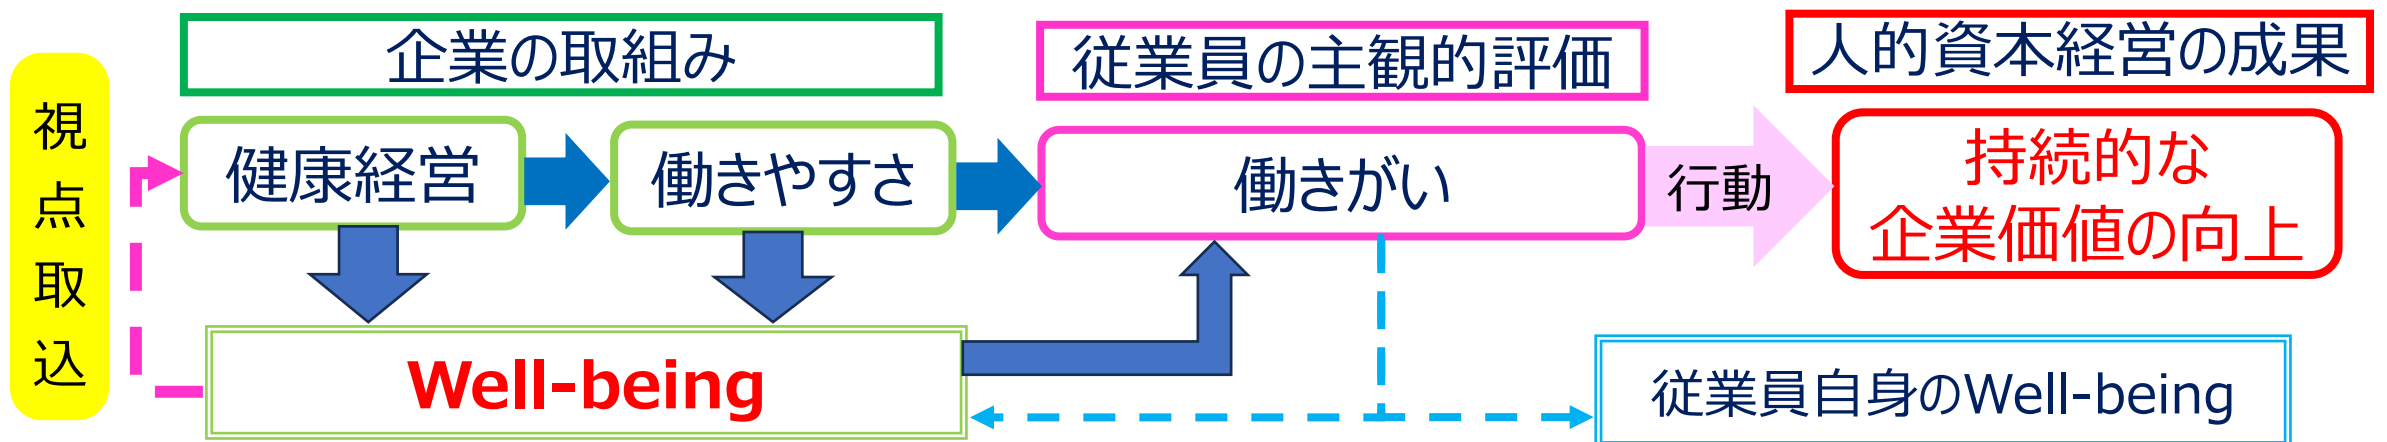 企業の取組み
従業員の主観的評価
人的資本経営の成果
視点取込
健康経営
働きやすさ
働きがい
行動
持続的な
企業価値の向上
Well-being
従業員自身のWell-being